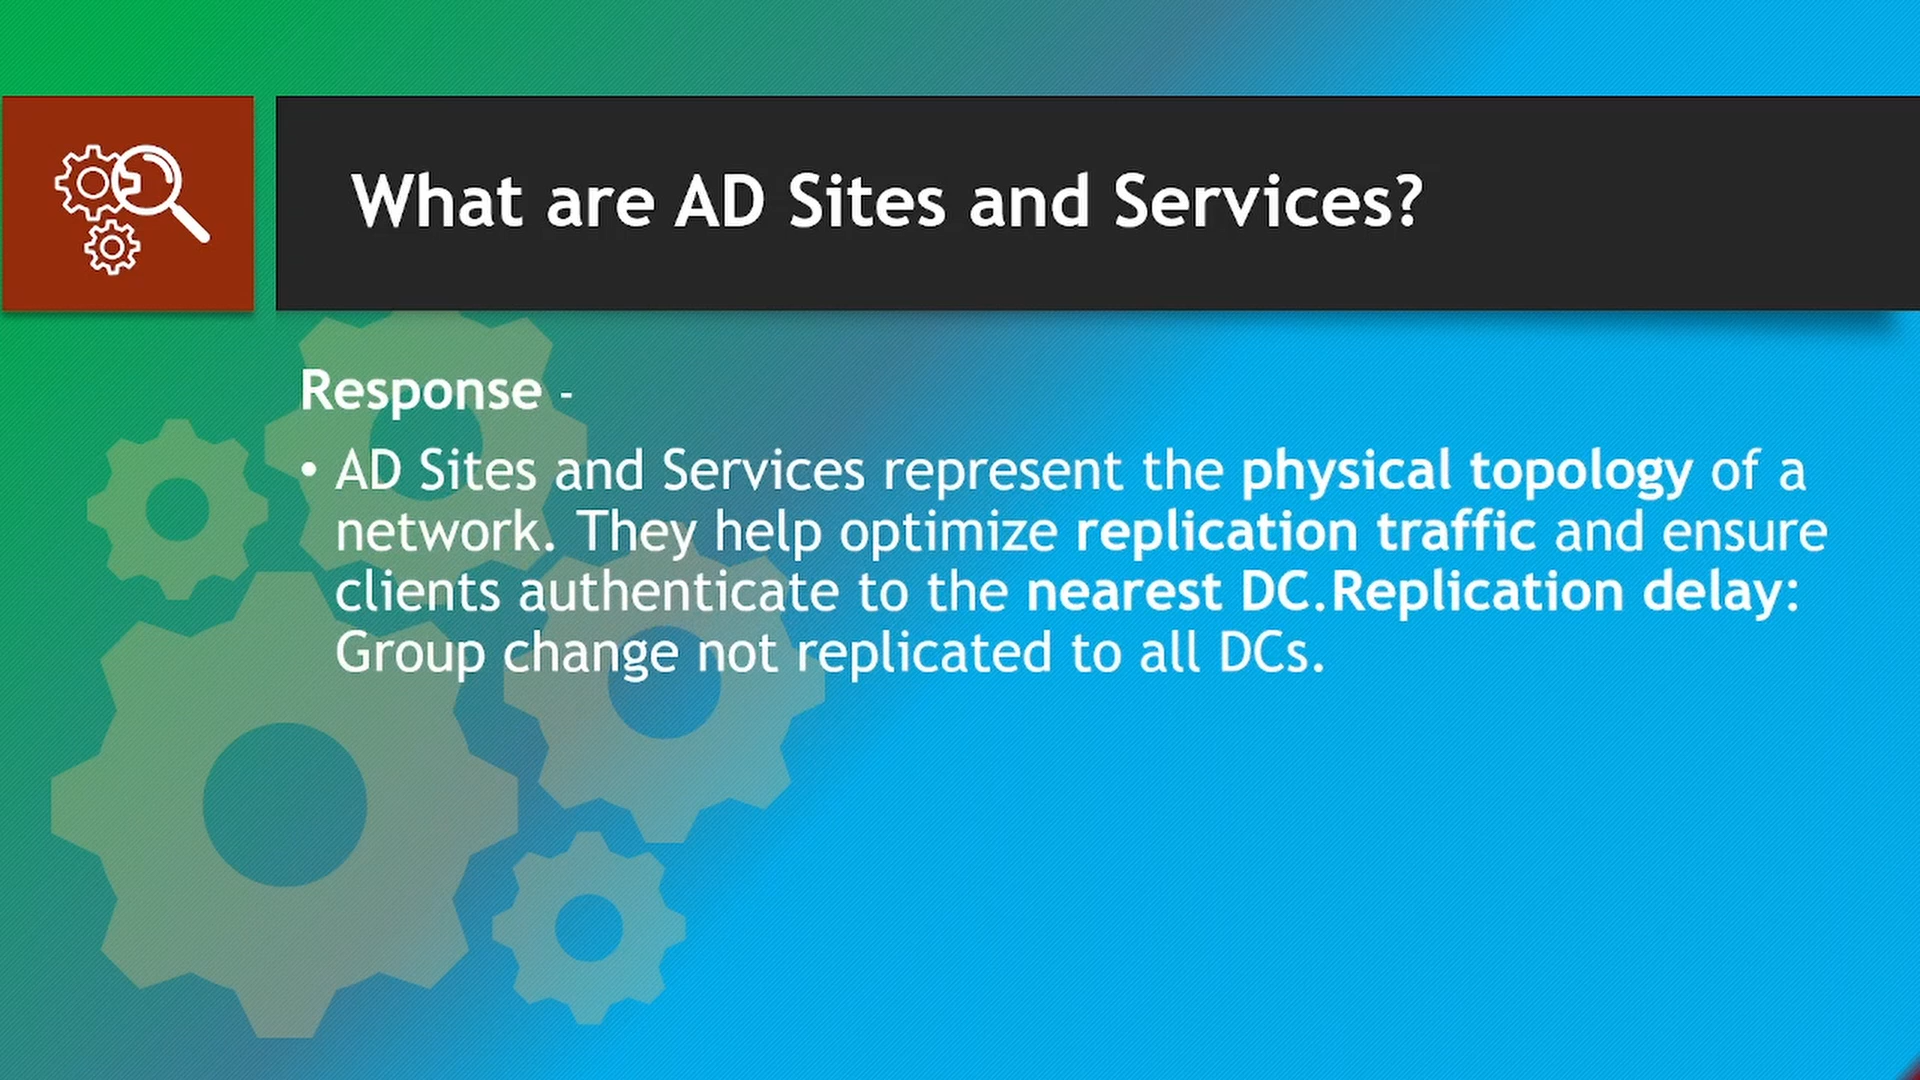 What are AD Sites and Services?
Response -
• AD Sites and Services represent the physical topology of a
network. They help optimize replication traffic and ensure
clients authenticate to the nearest DC.Replication delay:
Group change not replicated to all DCs.